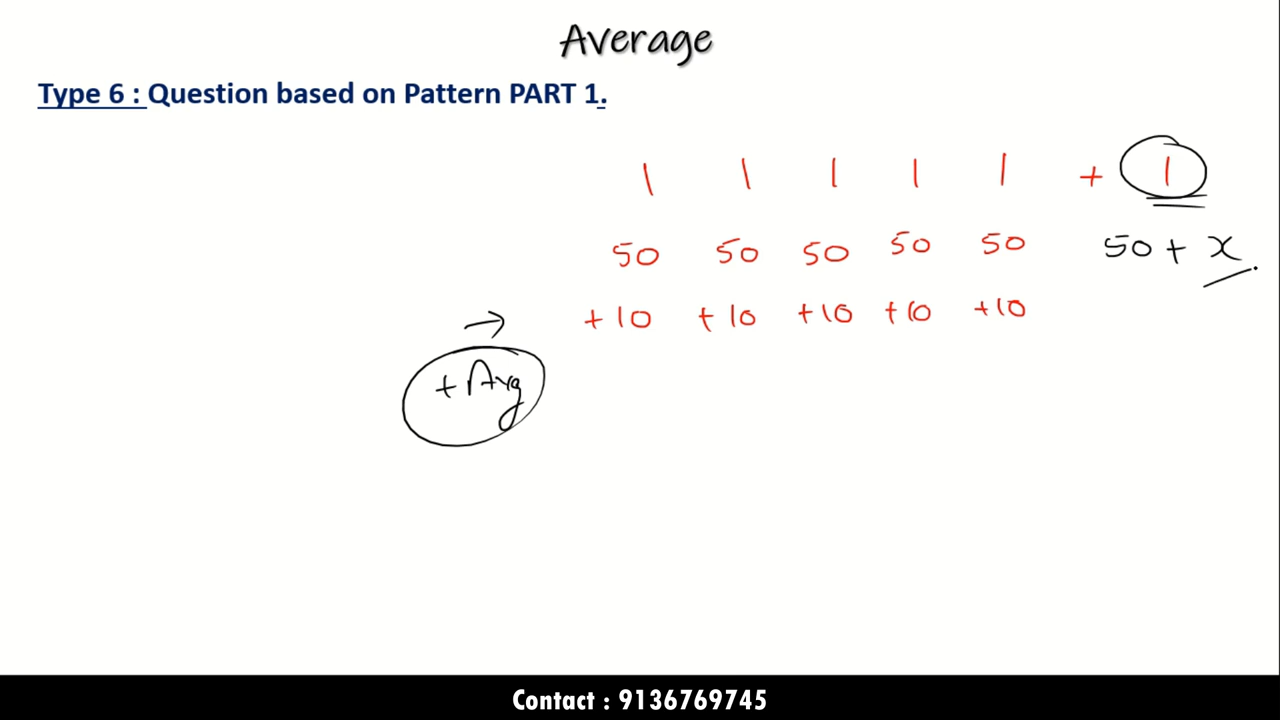 Average
Type 6 : Question based on Pattern PART 1.
1 1 1 1 1 + 1
50 50 50 50 50 50 + x
+10 +10 +10 +10 +10
→
+ Avg
Contact : 9136769745